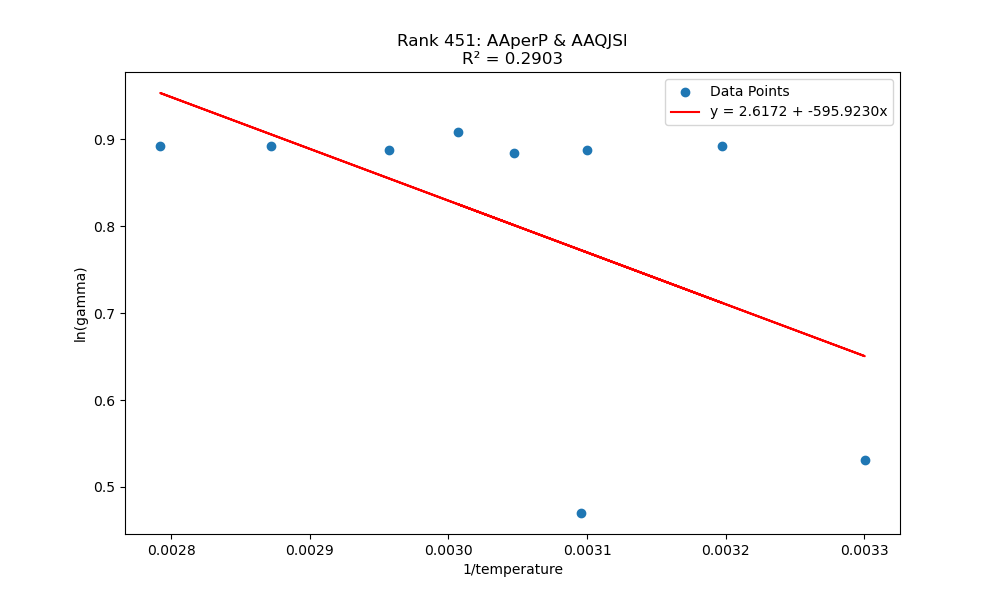 Rank 451: AAperP & AAQJSI
R² = 0.2903
Data Points
y = 2.6172 + -595.9230x
ln(gamma)
0.9
0.8
0.7
0.6
0.5
0.0028 0.0029 0.0030 0.0031 0.0032 0.0033
1/temperature